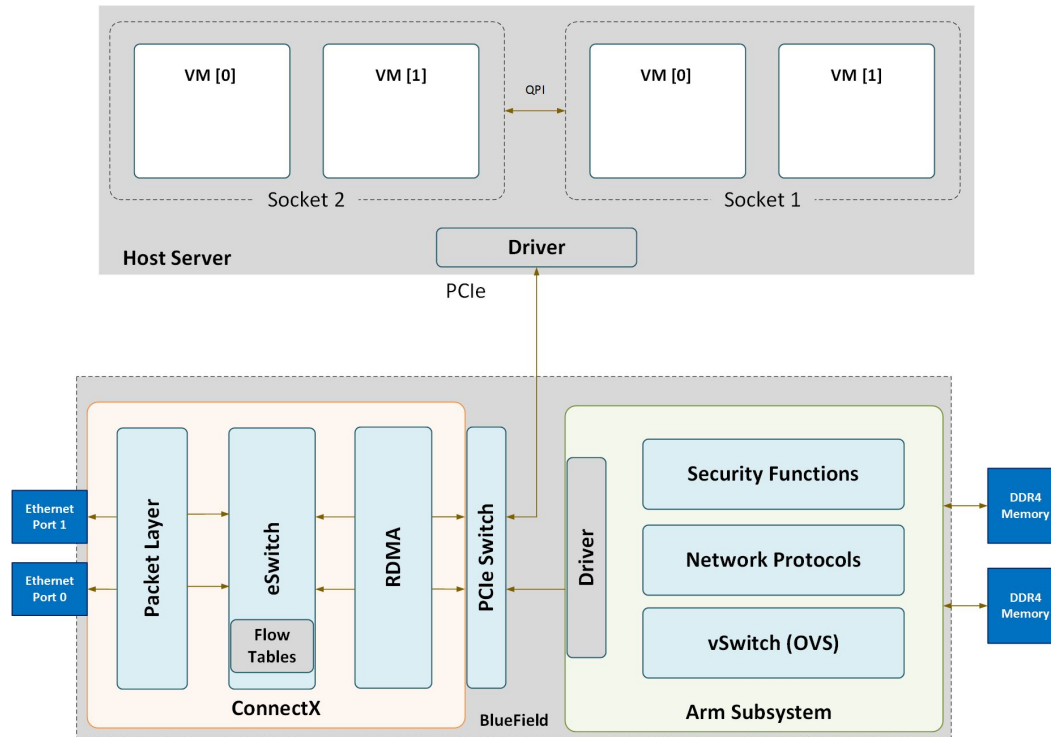 VM [0]
VM [1]
QPI
VM [0]
VM [1]
Socket 2
Socket 1
Driver
Host Server
PCIe
Ethernet
Port 1
Ethernet
Port 0
Packet Layer
eSwitch
Flow
Tables
RDMA
ConnectX
PCIe Switch
BlueField
Driver
Security Functions
Network Protocols
vSwitch (OVS)
Arm Subsystem
DDR4
Memory
DDR4
Memory